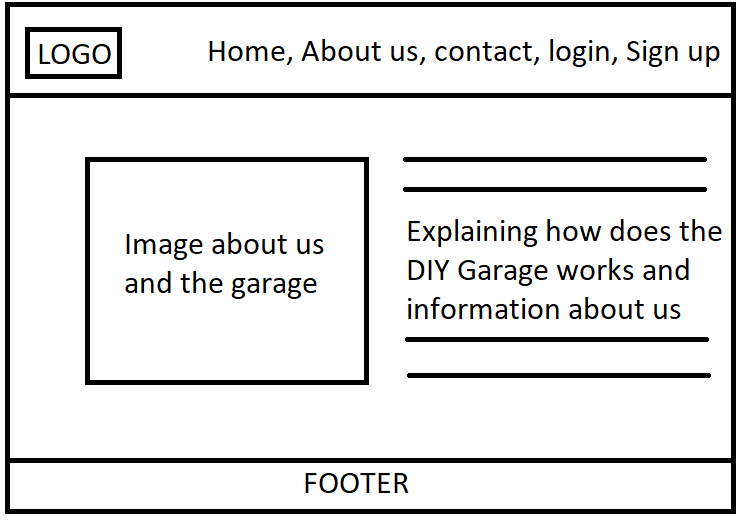 LOGO
Home, About us, contact, login, Sign up
Image about us
and the garage
Explaining how does the
DIY Garage works and
information about us
FOOTER